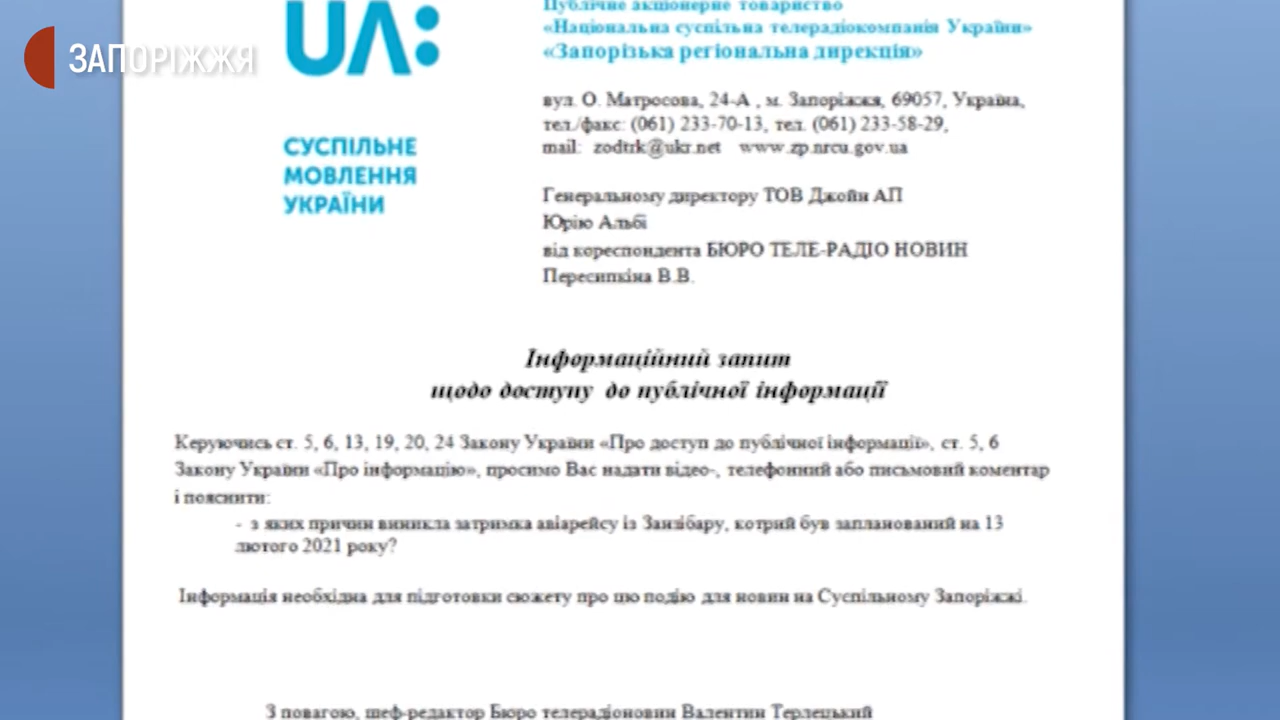 ЗАПОРІЖЖЯ
UA:
СУСПІЛЬНЕ
МОВЛЕННЯ
УКРАЇНИ
Публічне акціонерне товариство
«Національна суспільна телерадіокомпанія України»
«Запорізька регіональна дирекція»
вул. О. Матросова, 24-А , м. Запоріжжя, 69057, Україна,
тел./факс: (061) 233-70-13, тел. (061) 233-58-29,
mail: zodtrk@ukr.net www.zp.nrcu.gov.ua
Генеральному директору ТОВ Джойн АП
Юрію Альбі
від кореспондента БЮРО ТЕЛЕ-РАДІО НОВИН
Пересипкіна В.В.
Інформаційний запит
щодо доступу до публічної інформації
Керуючись ст. 5, 6, 13, 19, 20, 24 Закону України «Про доступ до публічної інформації», ст. 5, 6
Закону України «Про інформацію», просимо Вас надати відео-, телефонний або письмовий коментар
і пояснити:
- з яких причин виникла затримка авіарейсу із Занзібару, котрий був запланований на 13
лютого 2021 року?
Інформація необхідна для підготовки сюжету про цю подію для новин на Суспільному Запоріжжі.
З повагою, шеф-редактор Бюро телерадіоновин Валентин Терлецький